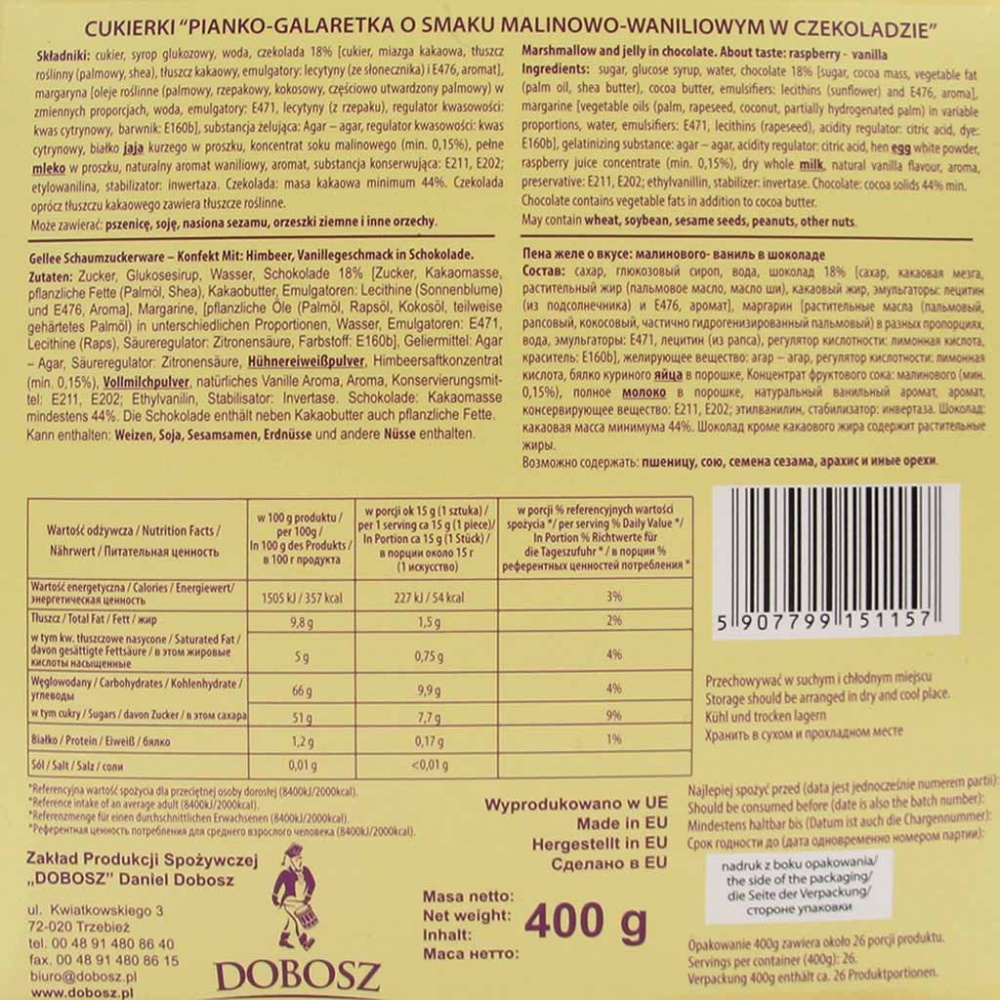 CUKIERKI "PIANKO-GALARETKA O SMAKU MALINOWO-WANILIOWYM W CZEKOLADZIE"
Składniki: cukier, syrop glukozowy, woda, czekolada 18% [cukier, miazga kakaowa, tłuszcz
roślinny (palmowy, shea), tłuszcz kakaowy, emulgatory: lecytyny (ze słonecznika) i E476, aromat],
margaryna [oleje roślinne (palmowy, rzepakowy, kokosowy, częściowo utwardzony palmowy) w
zmiennych proporcjach, woda, emulgatory: E471, lecytyny (z rzepaku), regulator kwasowości:
kwas cytrynowy, barwnik: E160b], substancja żelująca: Agar – agar, regulator kwasowości: kwas
cytrynowy, białko jaja kurzego w proszku, koncentrat soku malinowego (min. 0,15%), pełne
mleko w proszku, naturalny aromat waniliowy, aromat, substancja konserwująca: E211, E202;
etylowanilina, stabilizator: inwertaza. Czekolada: masa kakaowa minimum 44%. Czekolada
oprócz tłuszczu kakaowego zawiera tłuszcze roślinne.
Może zawierać: pszenicę, soję, nasiona sezamu, orzeszki ziemne i inne orzechy.
Marshmallow and jelly in chocolate. About taste: raspberry - vanilla
Ingredients: sugar, glucose syrup, water, chocolate 18% [sugar, cocoa mass, vegetable fat
(palm oil, shea butter), cocoa butter, emulsifiers: lecithins (sunflower) and E476, aroma],
margarine [vegetable oils (palm, rapeseed, coconut, partially hydrogenated palm) in variable
proportions, water, emulsifiers: E471, lecithins (rapeseed), acidity regulator: citric acid, dye:
E160b], gelatinizing substance: agar – agar, acidity regulator: citric acid, hen egg white powder,
raspberry juice concentrate (min. 0,15%), dry whole milk, natural vanilla flavour, aroma,
preservative: E211, E202; ethylvanillin, stabilizer: invertase. Chocolate: cocoa solids 44% min.
Chocolate contains vegetable fats in addition to cocoa butter.
May contain wheat, soybean, sesame seeds, peanuts, other nuts.
Gellee Schaumzuckerware – Konfekt Mit: Himbeer, Vanillegeschmack in Schokolade.
Zutaten: Zucker, Glukosesirup, Wasser, Schokolade 18% [Zucker, Kakaomasse,
pflanzliche Fette (Palmöl, Shea), Kakaobutter, Emulgatoren: Lecithine (Sonnenblume)
und E476, Aroma], Margarine, [pflanzliche Öle (Palmöl, Rapsöl, Kokosöl, teilweise
gehärtetes Palmöl) in unterschiedlichen Proportionen, Wasser, Emulgatoren: E471,
Lecithine (Raps), Säureregulator: Zitronensäure, Farbstoff: E160b], Geliermittel: Agar
– Agar, Säureregulator: Zitronensäure, Hühnereiweißpulver, Himbeersaftkonzentrat
(min. 0,15%), Vollmilchpulver, natürliches Vanille Aroma, Aroma, Konservierungsmit-
tel: E211, E202; Ethylvanilin, Stabilisator: Invertase. Schokolade: Kakaomasse
mindestens 44%. Die Schokolade enthält neben Kakaobutter auch pflanzliche Fette.
Kann enthalten: Weizen, Soja, Sesamsamen, Erdnüsse und andere Nüsse enthalten.
Пена желе о вкусе: малинового- ваниль в шоколаде
Состав: сахар, глюкозовый сироп, вода, шоколад 18% [сахар, какаовая мезга,
растительный жир (пальмовое масло, масло ши), какаовый жир, эмульгаторы: лецитин
(из подсолнечника) и E476, аромат], маргарин [растительные масла (пальмовый,
рапсовый, кокосовый, частично гидрогенизированный пальмовый) в разных пропорциях,
вода, эмульгаторы: E471, лецитин (из рапса), регулятор кислотности: лимонная кислота,
краситель: E160b], желирующее вещество: агар – агар, регулятор кислотности: лимонная
кислота, бялко куриного яйца в порошке, Концентрат фруктового сока: малинового (мин.
0,15%), полное молоко в порошке, натуральный ванильный аромат, аромат,
консервирующее вещество: E211, E202; этилванилин, стабилизатор: инвертаза. Шоколад:
какаовая масса минимума 44%. Шоколад кроме какаового жира содержит растительные
жиры.
Возможно содержать: пшеницу, сою, семена сезама, арахис и иные орехи.
Wartość odżywcza / Nutrition Facts /
Nährwert / Питательная ценность
w 100 g produktu /
per 100g /
In 100 g des Produkts /
в 100 г продукта
w porcji ok 15 g (1 sztuka) /
per 1 serving ca 15 g (1 piece)/
In Portion ca 15 g (1 Stück) /
в порции около 15 г
(1 искусство)
w porcji % referencyjnych wartości
spożycia */ per serving % Daily Value */
In Portion % Richtwerte für
die Tageszufuhr * / в порции %
референтных ценностей потребления *
Wartość energetyczna / Calories / Energiewert/
энергетическая ценность
1505 kJ / 357 kcal
227 kJ / 54 kcal
3%
Tłuszcz / Total Fat / Fett / жир
9,8 g
1,5 g
2%
w tym kw. tłuszczowe nasycone / Saturated Fat /
davon gesättigte Fettsäure / в этом жировые
кислоты насыщенные
5 g
0,75 g
4%
Węglowodany / Carbohydrates / Kohlenhydrate /
углеводы
66 g
9,9 g
4%
w tym cukry / Sugars / davon Zucker / в этом сахара
51 g
7,7 g
9%
Białko / Protein / Eiweiß / бялко
1,2 g
0,17 g
1%
Sól / Salt / Salz / соли
0,01 g
<0,01 g
5 907799 151157
Przechowywać w suchym i chłodnym miejscu
Storage should be arranged in dry and cool place.
Kühl und trocken lagern
Хранить в сухом и прохладном месте
*Referencyjna wartość spożycia dla przeciętnej osoby dorosłej (8400kJ/2000kcal).
*Reference intake of an average adult (8400kJ/2000kcal).
*Referenzmenge für einen durchschnittlichen Erwachsenen (8400kJ/2000kcal).
*Референтная ценность потребления для среднего взрослого человека (8400kJ/2000kcal).
Wyprodukowano w UE
Made in EU
Hergestellt in EU
Сделано в EU
Najlepiej spożyć przed (data jest jednocześnie numerem partii):
Should be consumed before (date is also the batch number):
Mindestens haltbar bis (Datum ist auch die Chargennummer):
Срок годности до (дата одновременно номером партии):
nadruk z boku opakowania/
the side of the packaging/
die Seite der Verpackung/
стороне упаковки
Zakład Produkcji Spożywczej
„DOBOSZ" Daniel Dobosz
ul. Kwiatkowskiego 3
72-020 Trzebież
tel. 00 48 91 480 86 40
fax. 00 48 91 480 86 15
biuro@dobosz.pl
www.dobosz.pl
DOBOSZ
Masa netto:
Net weight:
Inhalt:
Маса нетто:
400 g
Opakowanie 400g zawiera około 26 porcji produktu.
Servings per container (400g): 26.
Verpackung 400g enthält ca. 26 Produktportionen.